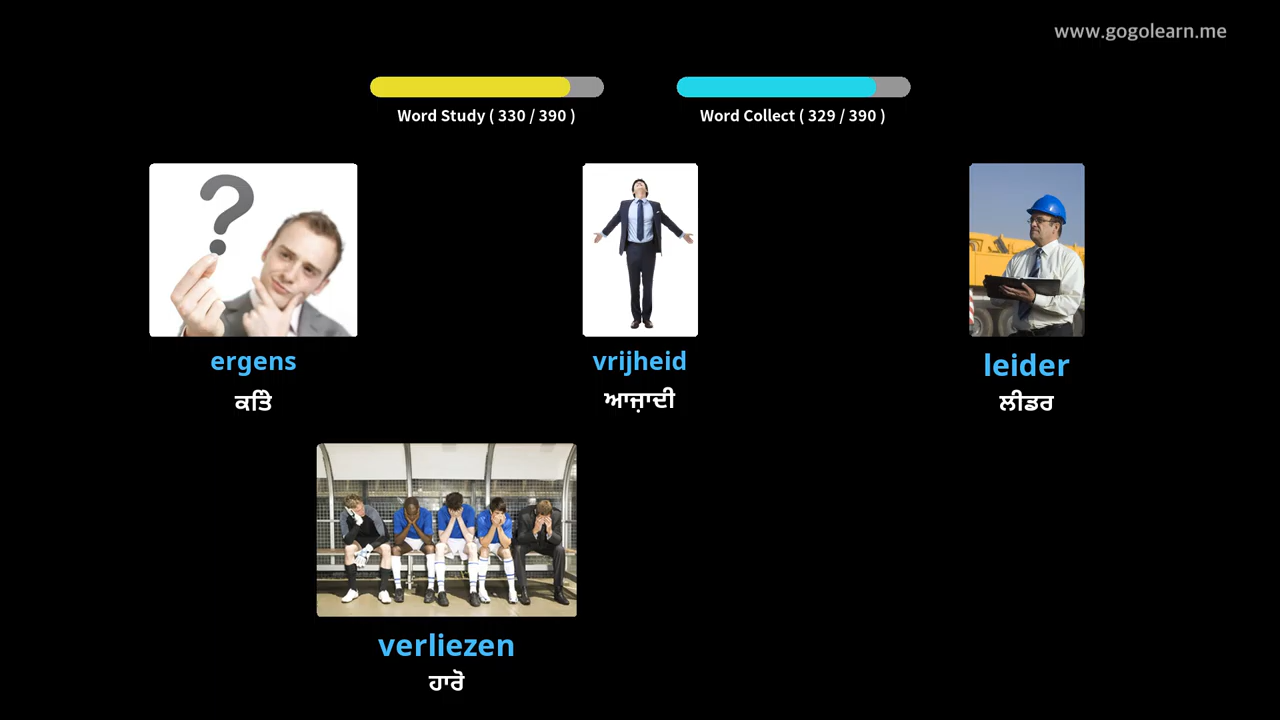 www.gogolearn.me
Word Study ( 330 / 390 )
Word Collect ( 329 / 390 )
ergens
ਕਤਿੇ
vrijheid
ਆਜ਼ਾਦੀ
leider
ਲੀਡਰ
verliezen
ਹਾਰੋ